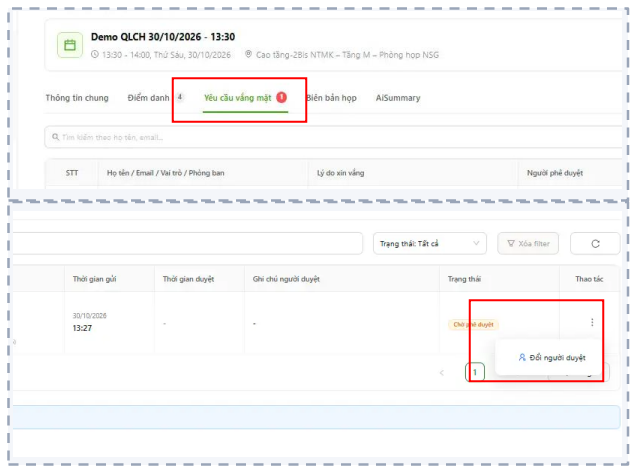 Demo QLCH 30/10/2026 - 13:30
13:30 - 14:00, Thứ Sáu, 30/10/2026 Cao tầng-2Bis NTMK – Tầng M – Phòng họp NSG
Thông tin chung Điểm danh 4 Yêu cầu vắng mặt 1 Biên bản họp AiSummary
Tìm kiếm theo họ tên, email...
STT Họ tên / Email / Vai trò / Phòng ban Lý do xin vắng Người phê duyệt
Trạng thái: Tất cả Xóa filter
Thời gian gửi Thời gian duyệt Ghi chú người duyệt Trạng thái Thao tác
30/10/2026
13:27 - - Chờ phê duyệt
Đổi người duyệt
1